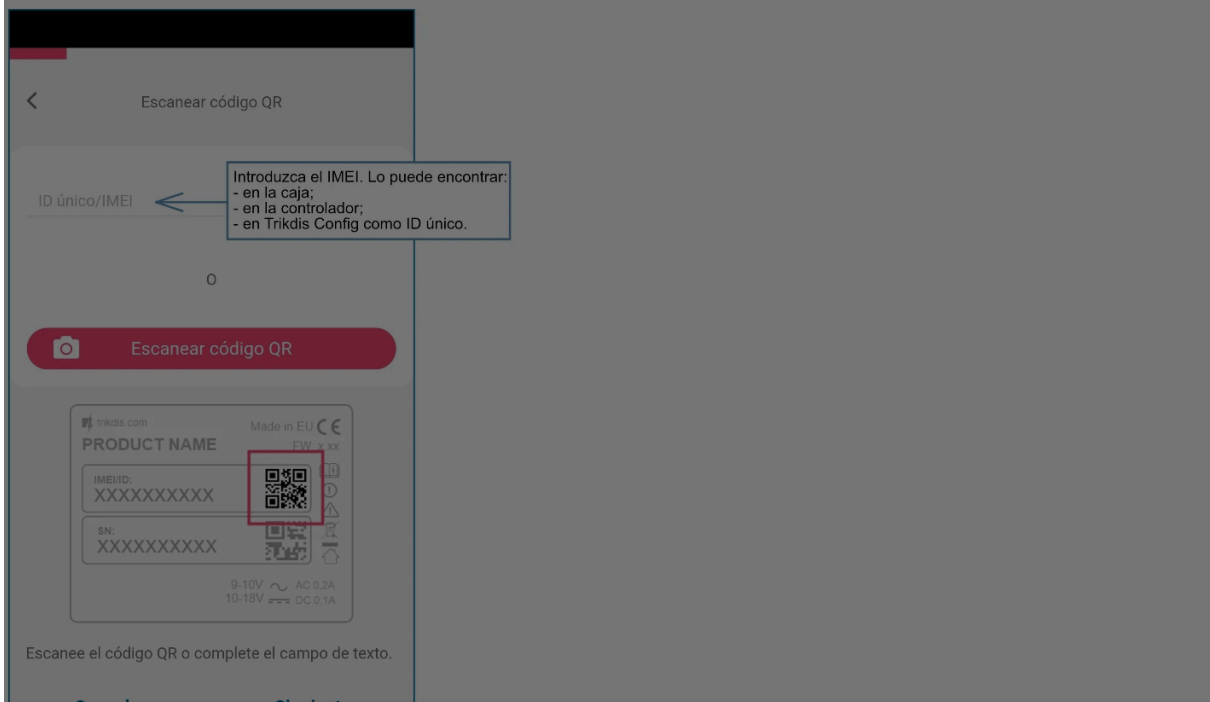 Escanear código QR
ID único/IMEI
Introduzca el IMEI. Lo puede encontrar:
- en la caja;
- en la controlador;
- en Trikdis Config como ID único.
O
Escanear código QR
trikdis.com
Made in EU CE
PRODUCT NAME
FW: x.xx
IMEI/ID:
XXXXXXXXXX
SN:
XXXXXXXXXX
9-10V AC 0.2A
10-18V DC 0.1A
Escanee el código QR o complete el campo de texto.